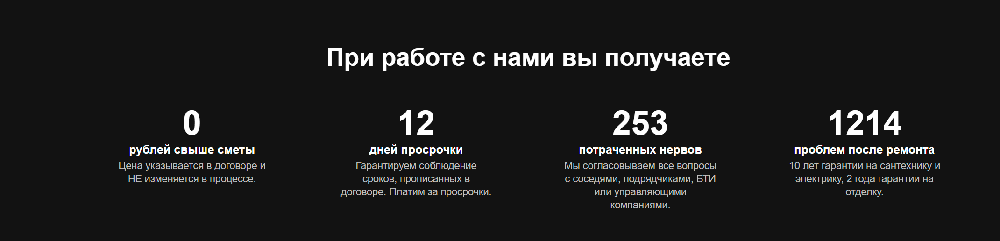 При работе с нами вы получаете
0
рублей свыше сметы
Цена указывается в договоре и
НЕ изменяется в процессе.
12
дней просрочки
Гарантируем соблюдение
сроков, прописанных в
договоре. Платим за просрочки.
253
потраченных нервов
Мы согласовываем все вопросы
с соседями, подрядчиками, БТИ
или управляющими
компаниями.
1214
проблем после ремонта
10 лет гарантии на сантехнику и
электрику, 2 года гарантии на
отделку.